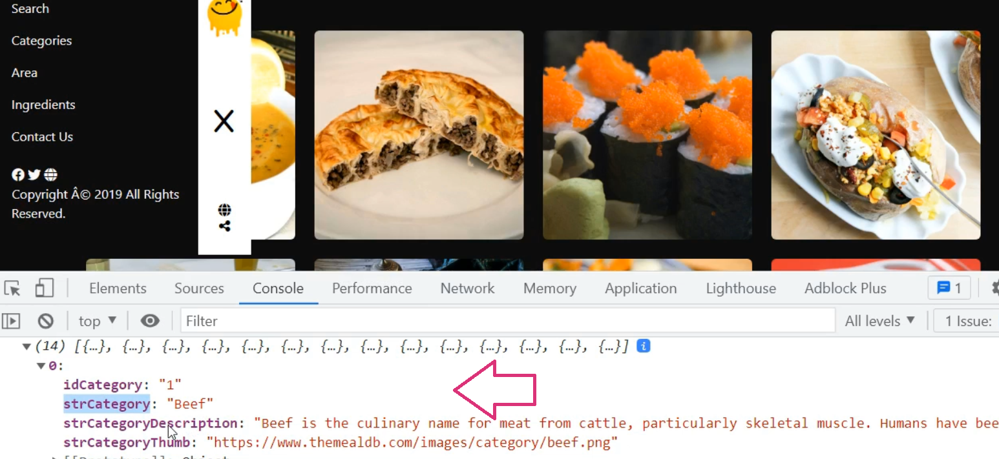 Search
Categories
Area
Ingredients
Contact Us
Copyright Â© 2019 All Rights
Reserved.
Elements Sources Console Performance Network Memory Application Lighthouse Adblock Plus 1
top Filter All levels 1 Issue:
(14) [{…}, {…}, {…}, {…}, {…}, {…}, {…}, {…}, {…}, {…}, {…}, {…}, {…}, {…}] i
0:
idCategory: "1"
strCategory: "Beef"
strCategoryDescription: "Beef is the culinary name for meat from cattle, particularly skeletal muscle. Humans have bee
strCategoryThumb: "https://www.themealdb.com/images/category/beef.png"